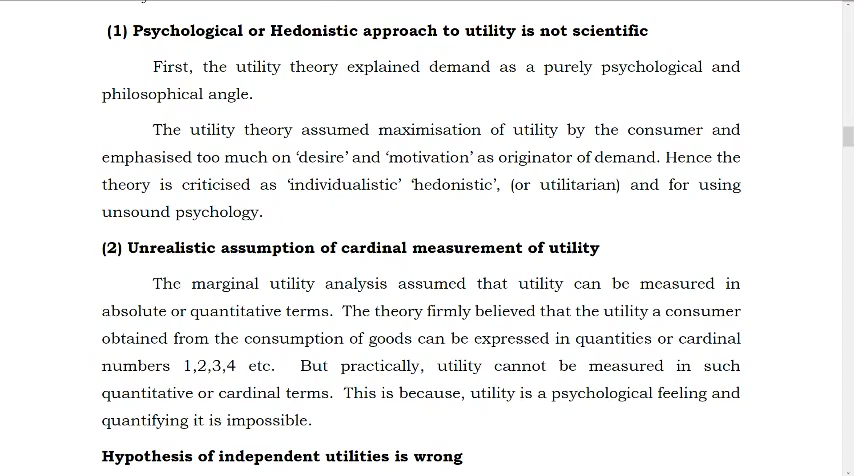 (1) Psychological or Hedonistic approach to utility is not scientific
First, the utility theory explained demand as a purely psychological and
philosophical angle.
The utility theory assumed maximisation of utility by the consumer and
emphasised too much on ‘desire’ and ‘motivation’ as originator of demand. Hence the
theory is criticised as ‘individualistic’ ‘hedonistic’, (or utilitarian) and for using
unsound psychology.
(2) Unrealistic assumption of cardinal measurement of utility
The marginal utility analysis assumed that utility can be measured in
absolute or quantitative terms. The theory firmly believed that the utility a consumer
obtained from the consumption of goods can be expressed in quantities or cardinal
numbers 1,2,3,4 etc. But practically, utility cannot be measured in such
quantitative or cardinal terms. This is because, utility is a psychological feeling and
quantifying it is impossible.
Hypothesis of independent utilities is wrong